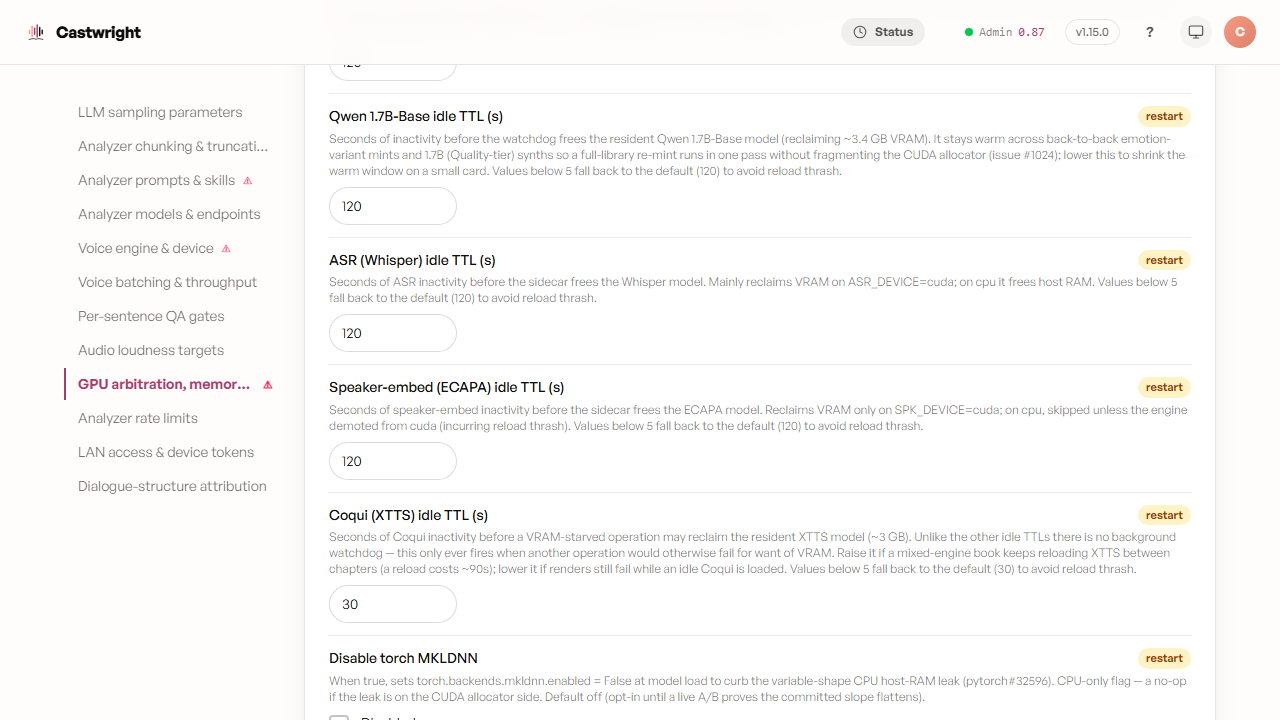 Castwright
Status
Admin 0.87
v1.15.0
?
C
LLM sampling parameters
Analyzer chunking & truncati...
Analyzer prompts & skills
Analyzer models & endpoints
Voice engine & device
Voice batching & throughput
Per-sentence QA gates
Audio loudness targets
GPU arbitration, memor...
Analyzer rate limits
LAN access & device tokens
Dialogue-structure attribution
Qwen 1.7B-Base idle TTL (s)
restart
Seconds of inactivity before the watchdog frees the resident Qwen 1.7B-Base model (reclaiming ~3.4 GB VRAM). It stays warm across back-to-back emotion-
variant mints and 1.7B (Quality-tier) synths so a full-library re-mint runs in one pass without fragmenting the CUDA allocator (issue #1024); lower this to shrink the
warm window on a small card. Values below 5 fall back to the default (120) to avoid reload thrash.
120
ASR (Whisper) idle TTL (s)
restart
Seconds of ASR inactivity before the sidecar frees the Whisper model. Mainly reclaims VRAM on ASR_DEVICE=cuda; on cpu it frees host RAM. Values below 5
fall back to the default (120) to avoid reload thrash.
120
Speaker-embed (ECAPA) idle TTL (s)
restart
Seconds of speaker-embed inactivity before the sidecar frees the ECAPA model. Reclaims VRAM only on SPK_DEVICE=cuda; on cpu, skipped unless the engine
demoted from cuda (incurring reload thrash). Values below 5 fall back to the default (120) to avoid reload thrash.
120
Coqui (XTTS) idle TTL (s)
restart
Seconds of Coqui inactivity before a VRAM-starved operation may reclaim the resident XTTS model (~3 GB). Unlike the other idle TTLs there is no background
watchdog — this only ever fires when another operation would otherwise fail for want of VRAM. Raise it if a mixed-engine book keeps reloading XTTS between
chapters (a reload costs ~90s); lower it if renders still fail while an idle Coqui is loaded. Values below 5 fall back to the default (30) to avoid reload thrash.
30
Disable torch MKLDNN
restart
When true, sets torch.backends.mkldnn.enabled = False at model load to curb the variable-shape CPU host-RAM leak (pytorch#32596). CPU-only flag — a no-op
if the leak is on the CUDA allocator side. Default off (opt-in until a live A/B proves the committed slope flattens).